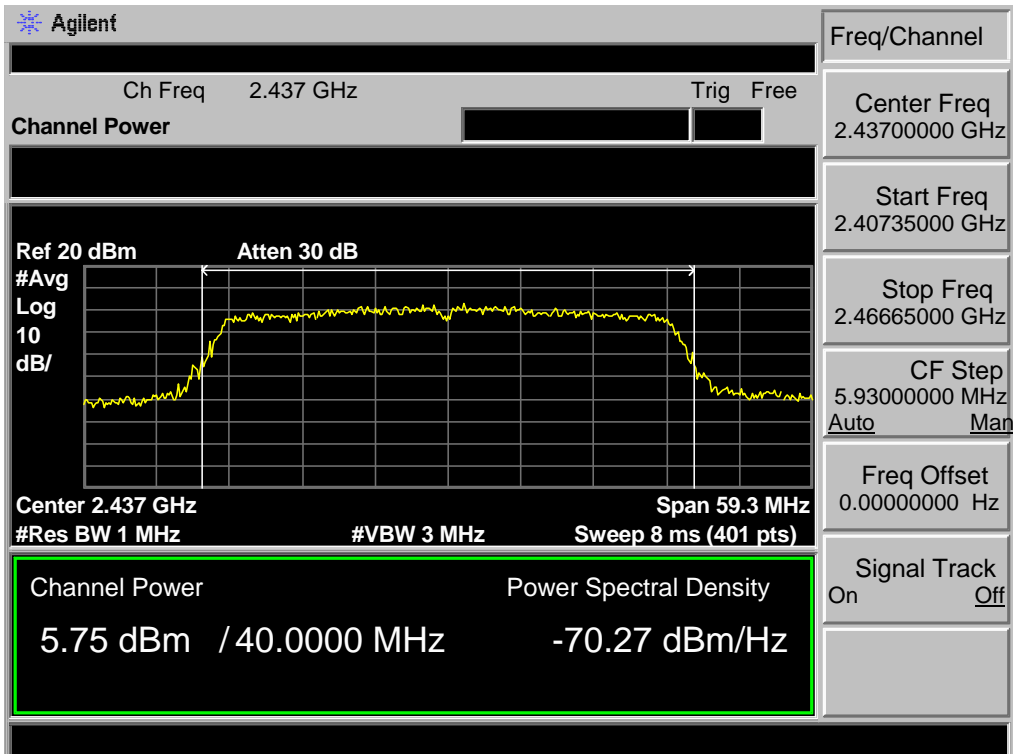 Agilent
Freq/Channel
Ch Freq 2.437 GHz Trig Free
Channel Power
Center Freq
2.43700000 GHz
Start Freq
2.40735000 GHz
Stop Freq
2.46665000 GHz
CF Step
5.93000000 MHz
Auto Man
Freq Offset
0.00000000 Hz
Signal Track
On Off
Ref 20 dBm Atten 30 dB
#Avg
Log
10
dB/
Center 2.437 GHz Span 59.3 MHz
#Res BW 1 MHz #VBW 3 MHz Sweep 8 ms (401 pts)
Channel Power Power Spectral Density
5.75 dBm / 40.0000 MHz -70.27 dBm/Hz